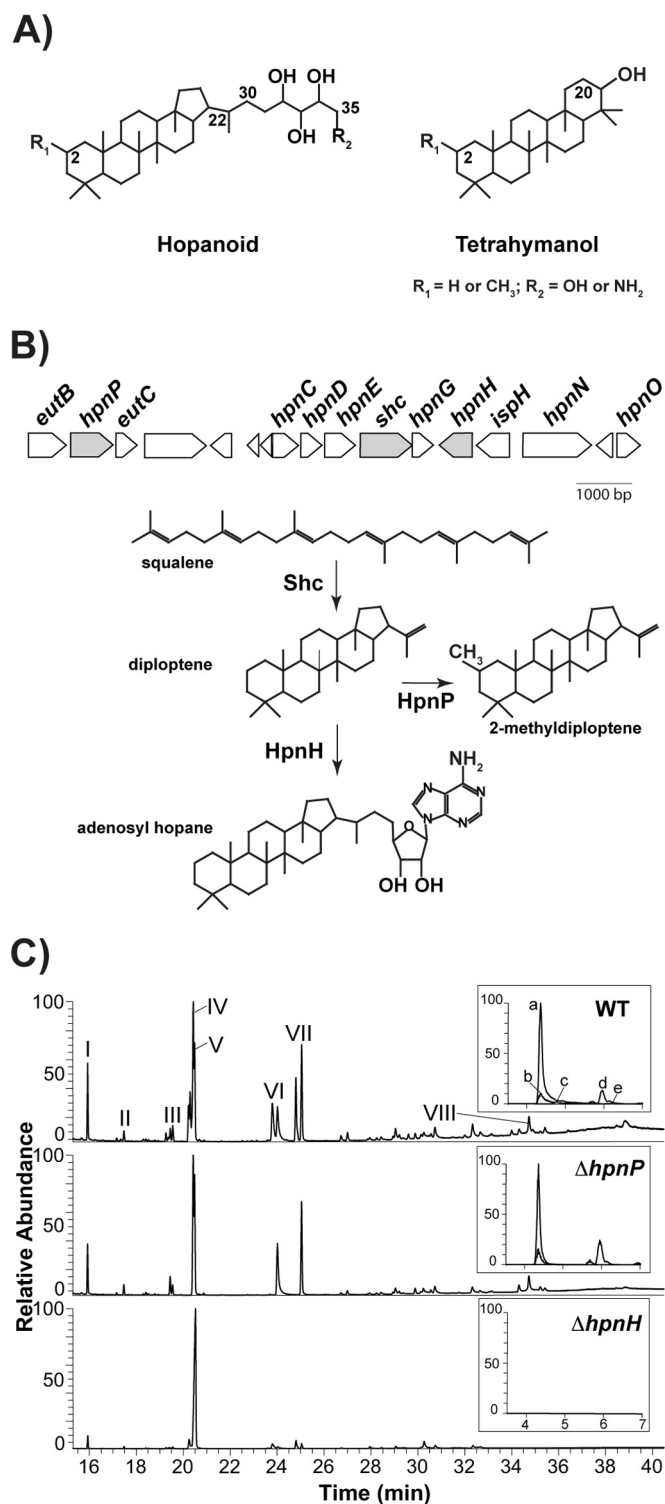 A)
OH OH
30
22
35
OH
R2
R1
2
Hopanoid
OH
20
R1
2
Tetrahymanol
R1 = H or CH3; R2 = OH or NH2
B)
eutB hpnP eutC hpnC hpnD hpnE shc hpnG hpnH ispH hpnN hpnO
1000 bp
squalene
Shc
diploptene
HpnP
CH3
2-methyldiploptene
HpnH
adenosyl hopane
NH2
N N
N N
O
OH OH
C)
Relative Abundance
100
50
0
I II III IV V VI VII VIII
WT
100
50
0
a b c d e
100
50
0
ΔhpnP
100
50
0
100
50
0
ΔhpnH
100
50
0
4 5 6 7
16 18 20 22 24 26 28 30 32 34 36 38 40
Time (min)